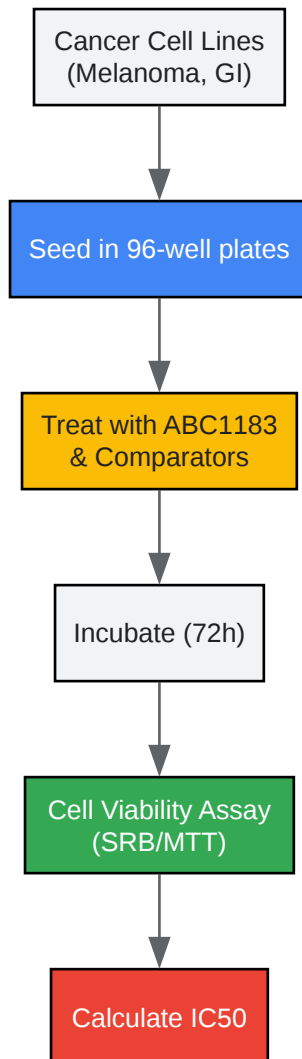 Cancer Cell Lines
(Melanoma, GI)
Seed in 96-well plates
Treat with ABC1183
& Comparators
Incubate (72h)
Cell Viability Assay
(SRB/MTT)
Calculate IC50